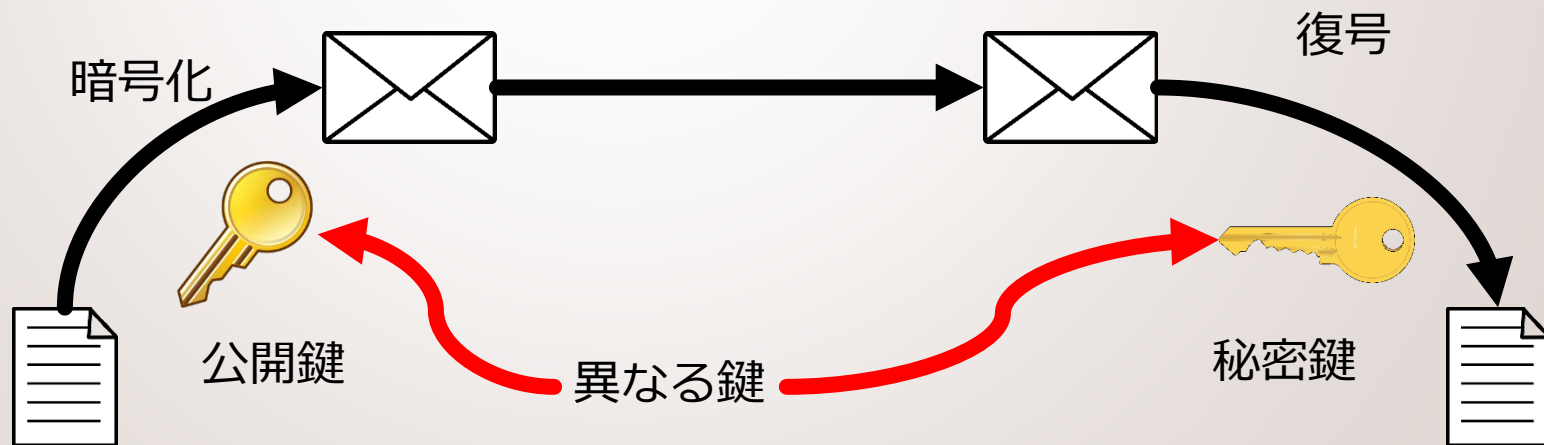 復号
暗号化
公開鍵
秘密鍵
異なる鍵